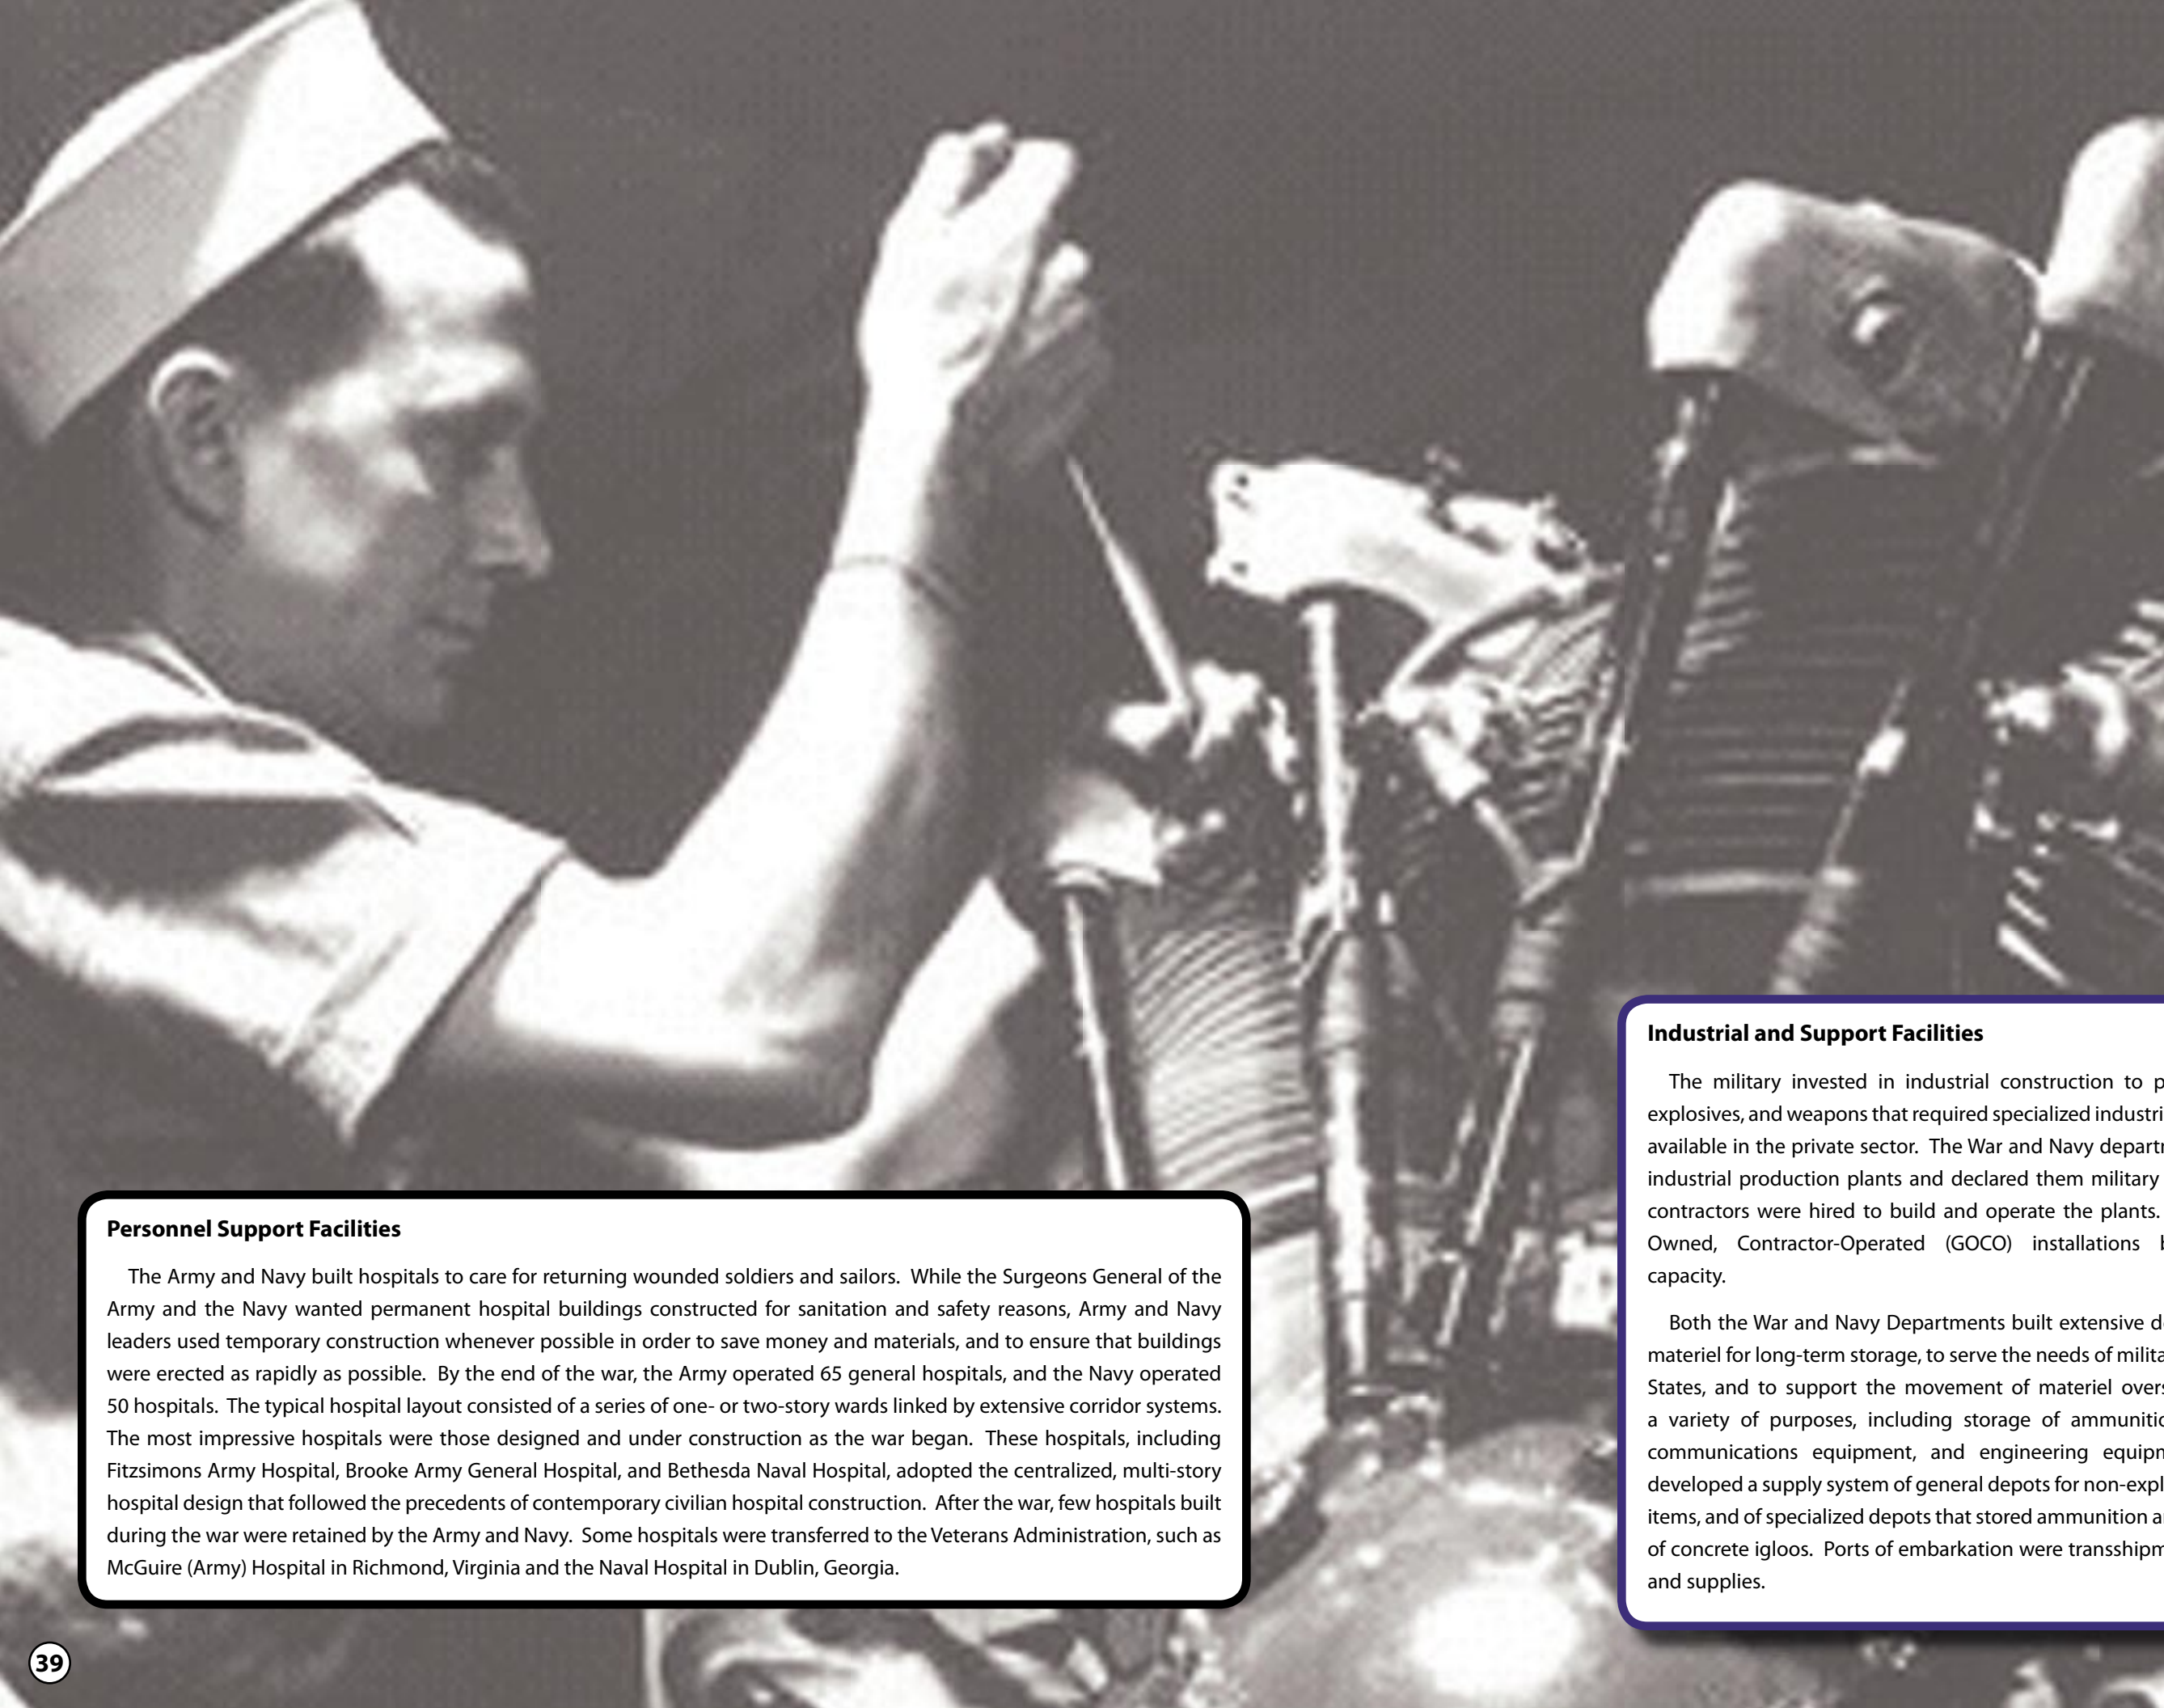 Personnel Support Facilities
The Army and Navy built hospitals to care for returning wounded soldiers and sailors. While the Surgeons General of the
Army and the Navy wanted permanent hospital buildings constructed for sanitation and safety reasons, Army and Navy
leaders used temporary construction whenever possible in order to save money and materials, and to ensure that buildings
were erected as rapidly as possible. By the end of the war, the Army operated 65 general hospitals, and the Navy operated
50 hospitals. The typical hospital layout consisted of a series of one- or two-story wards linked by extensive corridor systems.
The most impressive hospitals were those designed and under construction as the war began. These hospitals, including
Fitzsimons Army Hospital, Brooke Army General Hospital, and Bethesda Naval Hospital, adopted the centralized, multi-story
hospital design that followed the precedents of contemporary civilian hospital construction. After the war, few hospitals built
during the war were retained by the Army and Navy. Some hospitals were transferred to the Veterans Administration, such as
McGuire (Army) Hospital in Richmond, Virginia and the Naval Hospital in Dublin, Georgia.
Industrial and Support Facilities
The military invested in industrial construction to
explosives, and weapons that required specialized
available in the private sector. The War and Navy
industrial production plants and declared them military
contractors were hired to build and operate the plants.
Owned, Contractor-Operated (GOCO) installations
capacity.
Both the War and Navy Departments built extensive
materiel for long-term storage, to serve the needs of
States, and to support the movement of materiel
a variety of purposes, including storage of
communications equipment, and engineering
developed a supply system of general depots for
items, and of specialized depots that stored ammunition
of concrete igloos. Ports of embarkation were
and supplies.
39